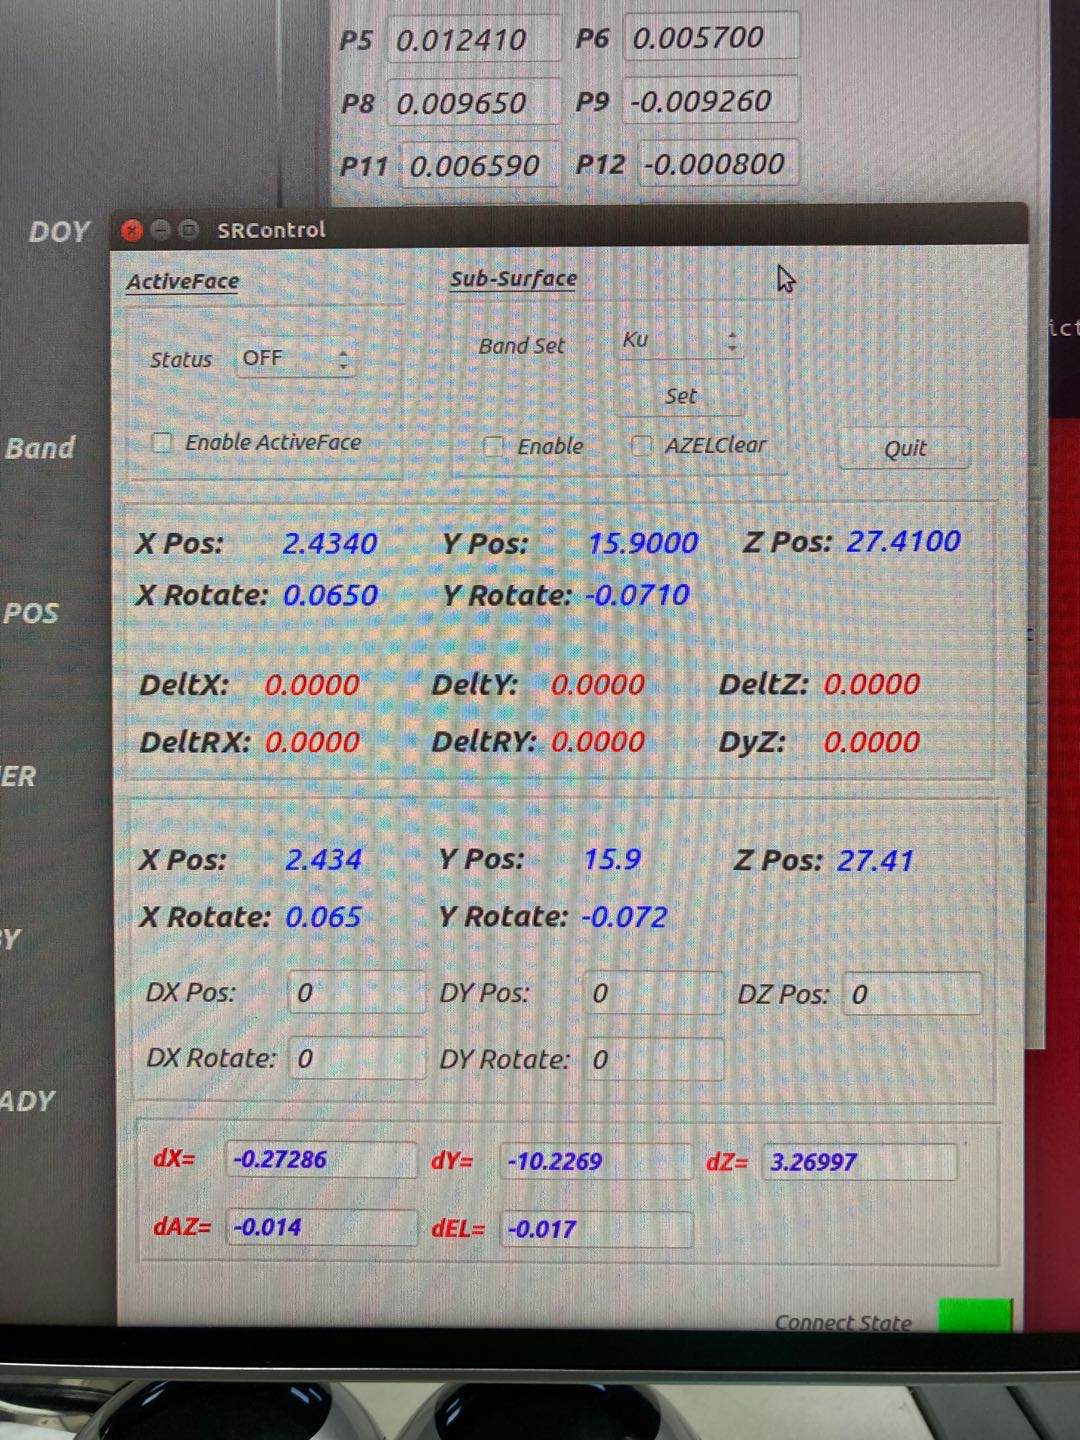 P5 0.012410 P6 0.005700
P8 0.009650 P9 -0.009260
P11 0.006590 P12 -0.000800
DOY
SRControl
ActiveFace Sub-Surface
ict
Status OFF Band Set Ku
Set
Band Enable ActiveFace Enable AZELClear Quit
X Pos: 2.4340 Y Pos: 15.9000 Z Pos: 27.4100
POS X Rotate: 0.0650 Y Rotate: -0.0710
DeltX: 0.0000 DeltY: 0.0000 DeltZ: 0.0000
DeltRX: 0.0000 DeltRY: 0.0000 DyZ: 0.0000
ER
X Pos: 2.434 Y Pos: 15.9 Z Pos: 27.41
X Rotate: 0.065 Y Rotate: -0.072
Y
DX Pos: 0 DY Pos: 0 DZ Pos: 0
DX Rotate: 0 DY Rotate: 0
ADY
dX= -0.27286 dY= -10.2269 dZ= 3.26997
dAZ= -0.014 dEL= -0.017
Connect State